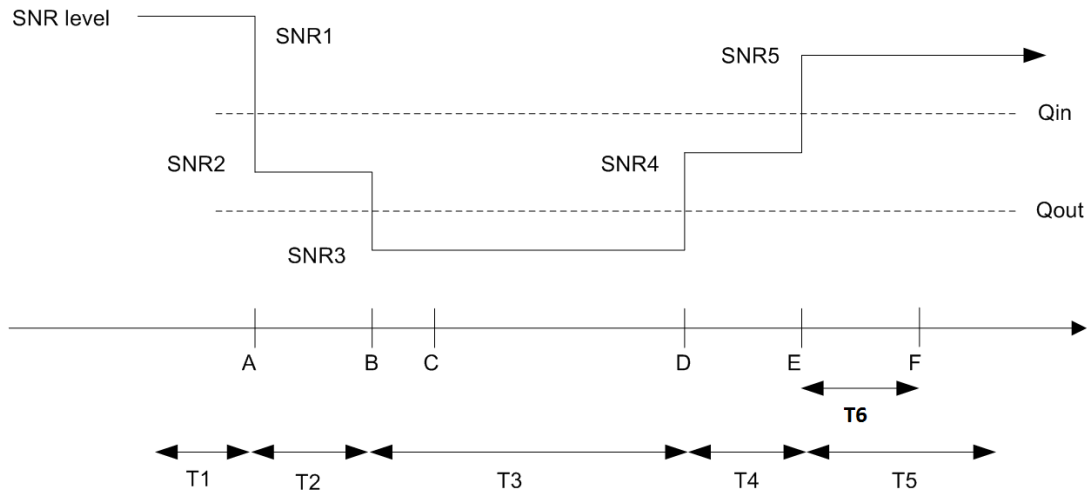 SNR level
SNR1
SNR5
Qin
SNR2
SNR4
Qout
SNR3
A B C D E F
T6
T1 T2 T3 T4 T5